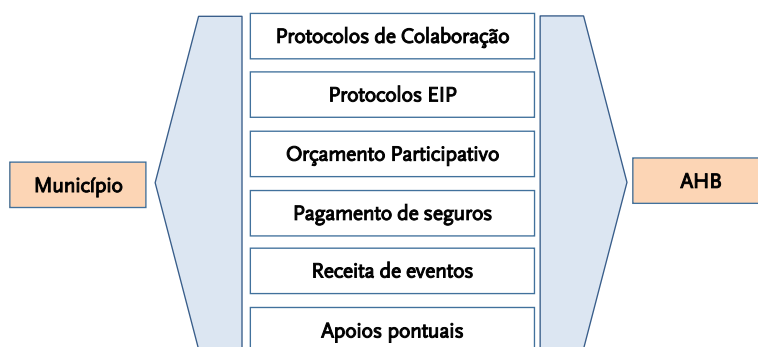 Protocolos de Colaboração
Protocolos EIP
Orçamento Participativo
Município
AHB
Pagamento de seguros
Receita de eventos
Apoios pontuais